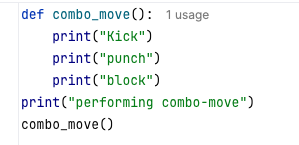 def combo_move(): 1 usage
    print("Kick")
    print("punch")
    print("block")
print("performing combo-move")
combo_move()